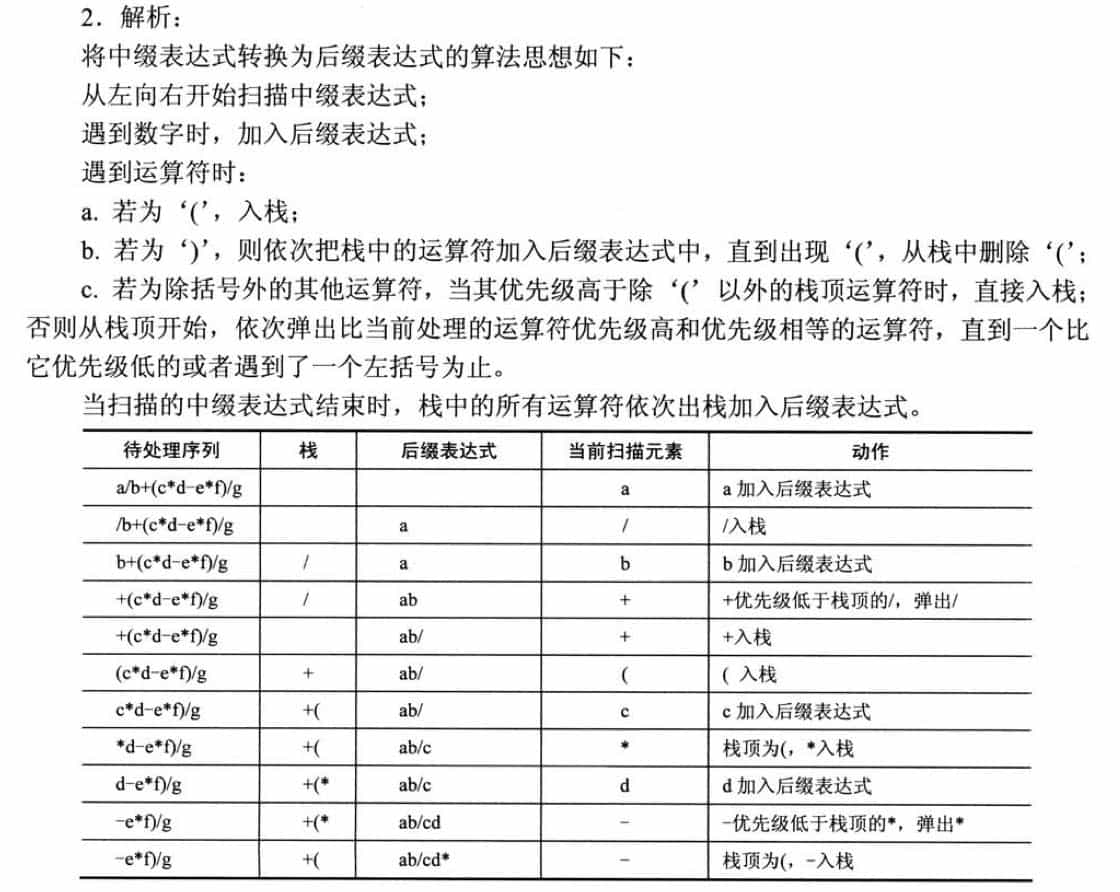 2. 解析：
将中缀表达式转换为后缀表达式的算法思想如下：
从左向右开始扫描中缀表达式；
遇到数字时，加入后缀表达式；
遇到运算符时：
a. 若为‘(’，入栈；
b. 若为‘)’，则依次把栈中的运算符加入后缀表达式中，直到出现‘(’，从栈中删除‘(’；
c. 若为除括号外的其他运算符，当其优先级高于除‘(’以外的栈顶运算符时，直接入栈；
否则从栈顶开始，依次弹出比当前处理的运算符优先级高和优先级相等的运算符，直到一个比
它优先级低的或者遇到了一个左括号为止。
当扫描的中缀表达式结束时，栈中的所有运算符依次出栈加入后缀表达式。
待处理序列 栈 后缀表达式 当前扫描元素 动作
a/b+(c*d-e*f)/g a a 加入后缀表达式
/b+(c*d-e*f)/g a / /入栈
b+(c*d-e*f)/g / a b b 加入后缀表达式
+(c*d-e*f)/g / ab + +优先级低于栈顶的/，弹出/
+(c*d-e*f)/g ab/ + +入栈
(c*d-e*f)/g + ab/ ( ( 入栈
c*d-e*f)/g +( ab/ c c 加入后缀表达式
*d-e*f)/g +( ab/c * 栈顶为(，*入栈
d-e*f)/g +(* ab/c d d 加入后缀表达式
-e*f)/g +(* ab/cd - -优先级低于栈顶的*，弹出*
-e*f)/g +( ab/cd* - 栈顶为(，-入栈